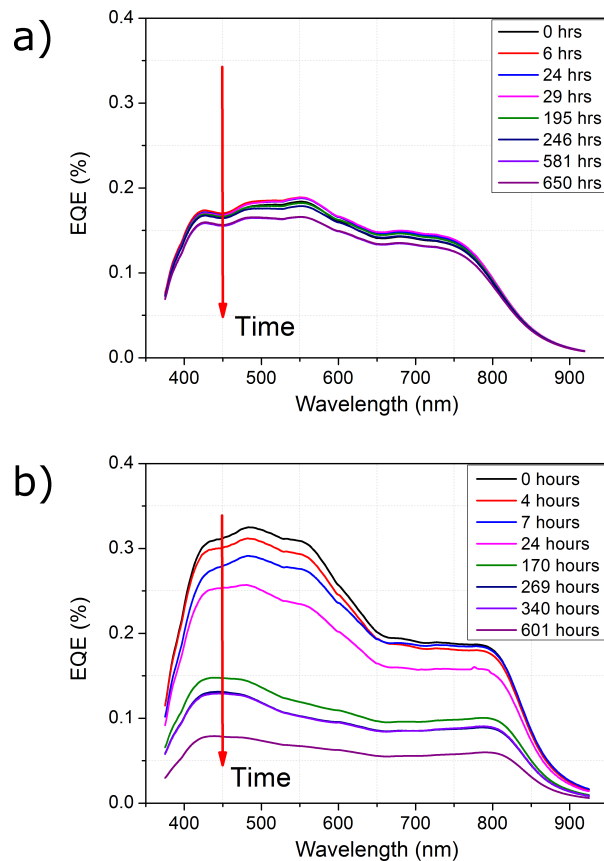 a)
EQE (%)
0.4
0.3
0.2
0.1
0.0
0 hrs
6 hrs
24 hrs
29 hrs
195 hrs
246 hrs
581 hrs
650 hrs
Time
400 500 600 700 800 900
Wavelength (nm)
b)
EQE (%)
0.4
0.3
0.2
0.1
0.0
0 hours
4 hours
7 hours
24 hours
170 hours
269 hours
340 hours
601 hours
Time
400 500 600 700 800 900
Wavelength (nm)